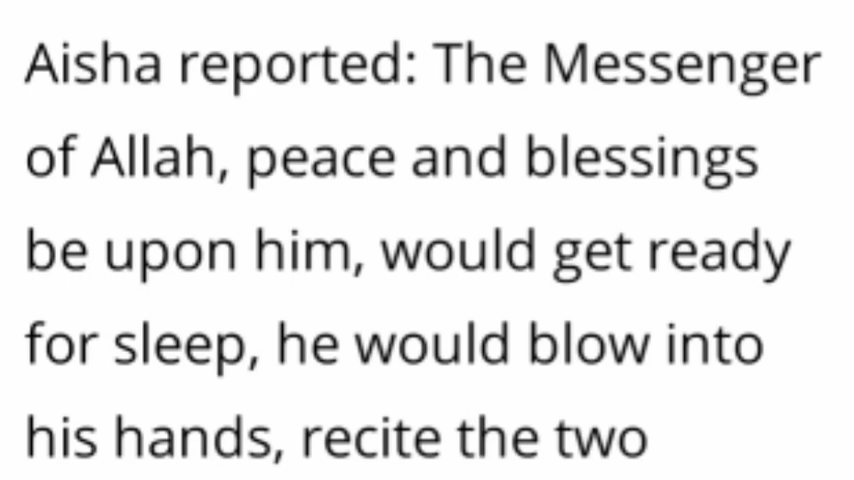 Aisha reported: The Messenger
of Allah, peace and blessings
be upon him, would get ready
for sleep, he would blow into
his hands, recite the two